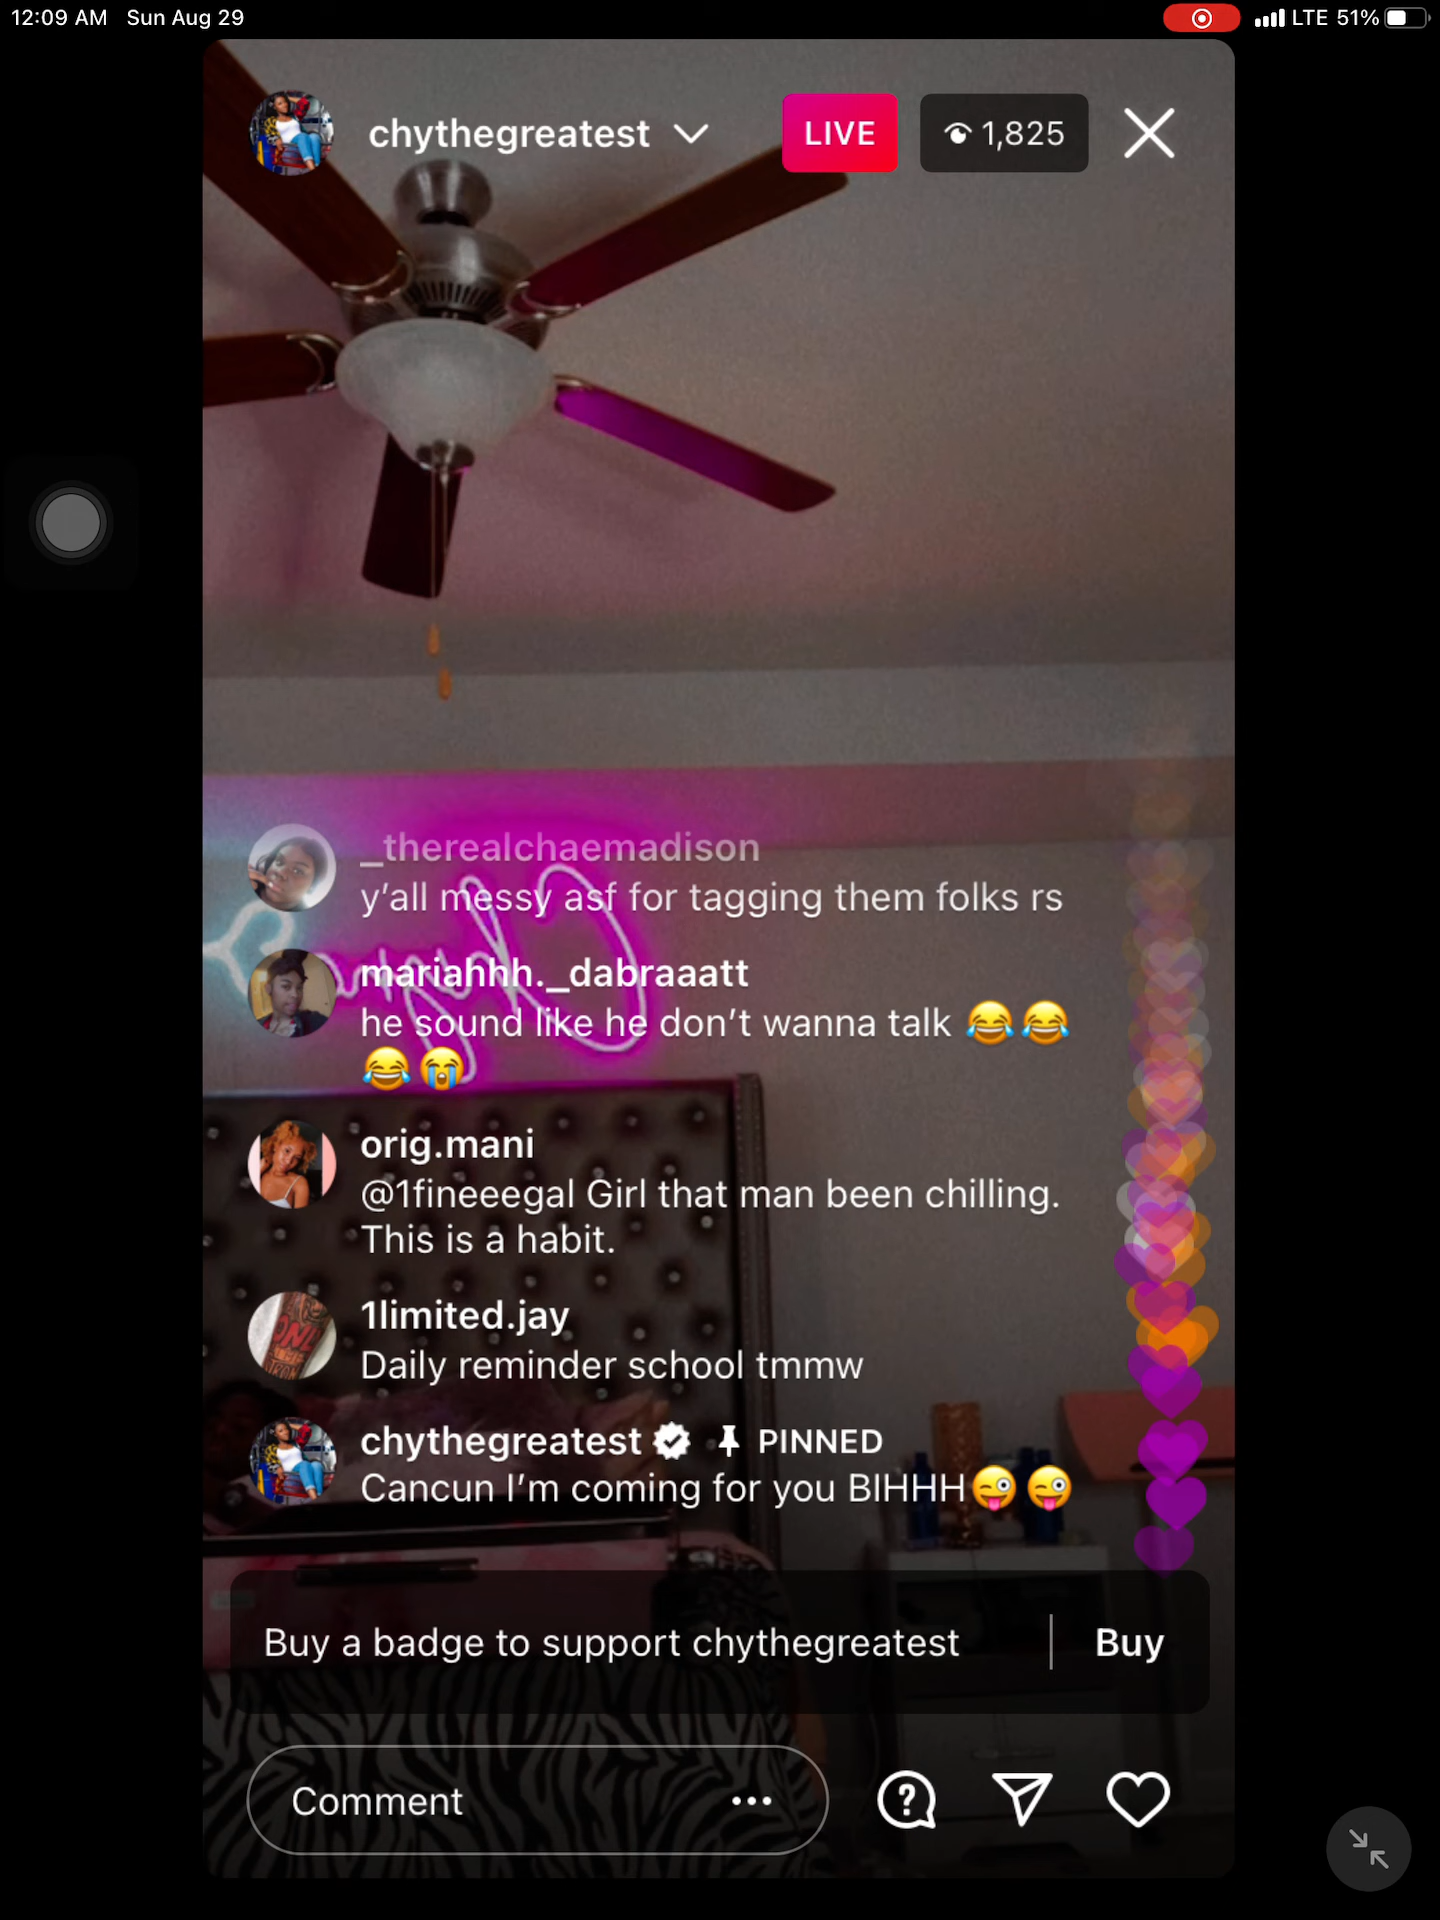 12:09 AM Sun Aug 29
LTE 51%
chythegreatest
LIVE
1,825
_therealchaemadison
y’all messy asf for tagging them folks rs
mariahhh._dabraaatt
he sound like he don’t wanna talk 😂😂
😂😭
orig.mani
@1fineeegal Girl that man been chilling.
This is a habit.
1limited.jay
Daily reminder school tmmw
chythegreatest PINNED
Cancun I’m coming for you BIHHH😜😜
Buy a badge to support chythegreatest | Buy
Comment